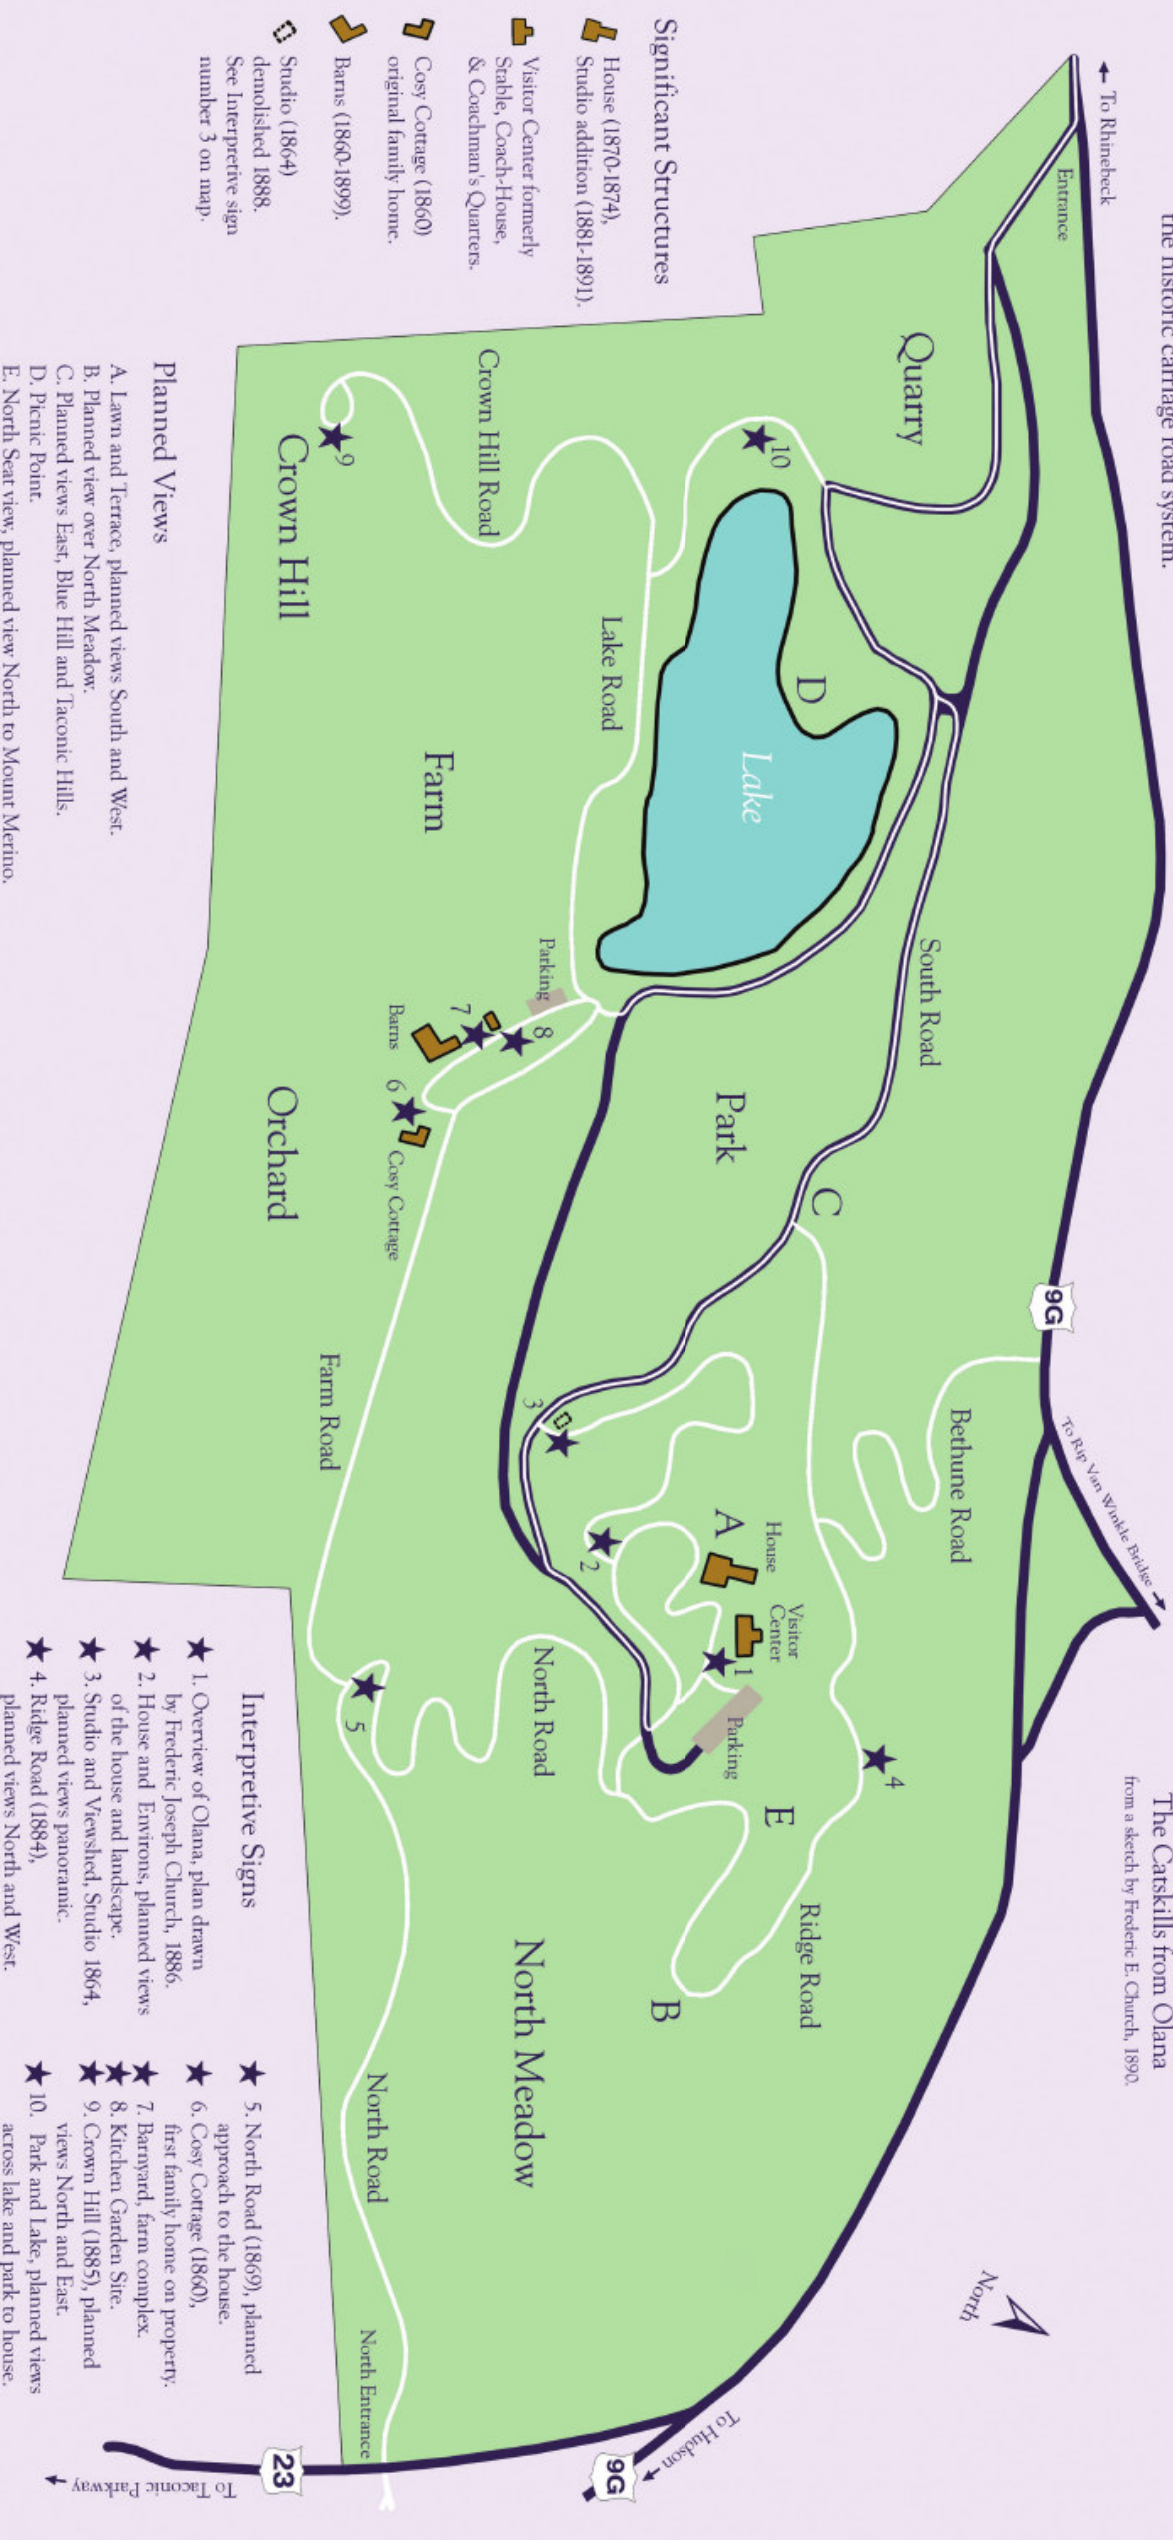 the historic carriage road system.
The Catskills from Olana
from a sketch by Frederic E. Church, 1890.
← To Rhinebeck
Entrance
Quarry
9G
To Rip Van Winkle Bridge →
Bethune Road
South Road
10
D
Lake
Park
C
Crown Hill Road
Lake Road
9
Crown Hill
Farm
Parking
8
7
Barns
6
Cosy Cottage
Orchard
Farm Road
3
2
A
House
Visitor
Center
1
Parking
4
E
Ridge Road
B
North Road
5
North Meadow
North Road
North Entrance
North
To Hudson →
9G
23
To Taconic Parkway →
Significant Structures
House (1870-1874),
Studio addition (1881-1891).
Visitor Center formerly
Stable, Coach-House,
& Coachman's Quarters.
Cosy Cottage (1860)
original family home.
Barns (1860-1899).
Studio (1864)
demolished 1888.
See Interpretive sign
number 3 on map.
Planned Views
A. Lawn and Terrace, planned views South and West.
B. Planned view over North Meadow.
C. Planned views East, Blue Hill and Taconic Hills.
D. Picnic Point.
E. North Seat view, planned view North to Mount Merino.
Interpretive Signs
1. Overview of Olana, plan drawn
by Frederic Joseph Church, 1886.
2. House and Environs, planned views
of the house and landscape.
3. Studio and Viewshed, Studio 1864,
planned views panoramic.
4. Ridge Road (1884),
planned views North and West.
5. North Road (1869), planned
approach to the house.
6. Cosy Cottage (1860),
first family home on property.
7. Barnyard, farm complex.
8. Kitchen Garden Site.
9. Crown Hill (1885), planned
views North and East.
10. Park and Lake, planned views
across lake and park to house.